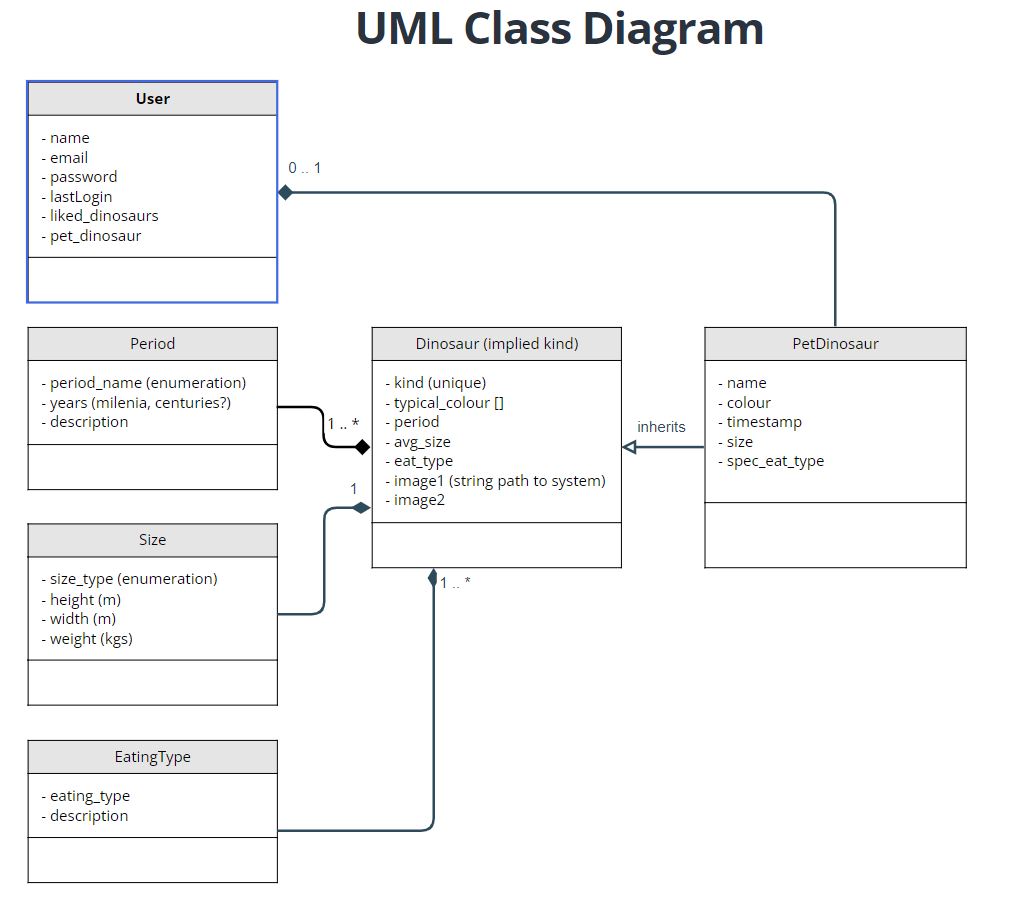 UML Class Diagram
User
- name
- email
- password
- lastLogin
- liked_dinosaurs
- pet_dinosaur
0 .. 1
Period
- period_name (enumeration)
- years (milenia, centuries?)
- description
1 .. *
Dinosaur (implied kind)
- kind (unique)
- typical_colour []
- period
- avg_size
- eat_type
- image1 (string path to system)
- image2
inherits
PetDinosaur
- name
- colour
- timestamp
- size
- spec_eat_type
1
Size
- size_type (enumeration)
- height (m)
- width (m)
- weight (kgs)
1 .. *
EatingType
- eating_type
- description